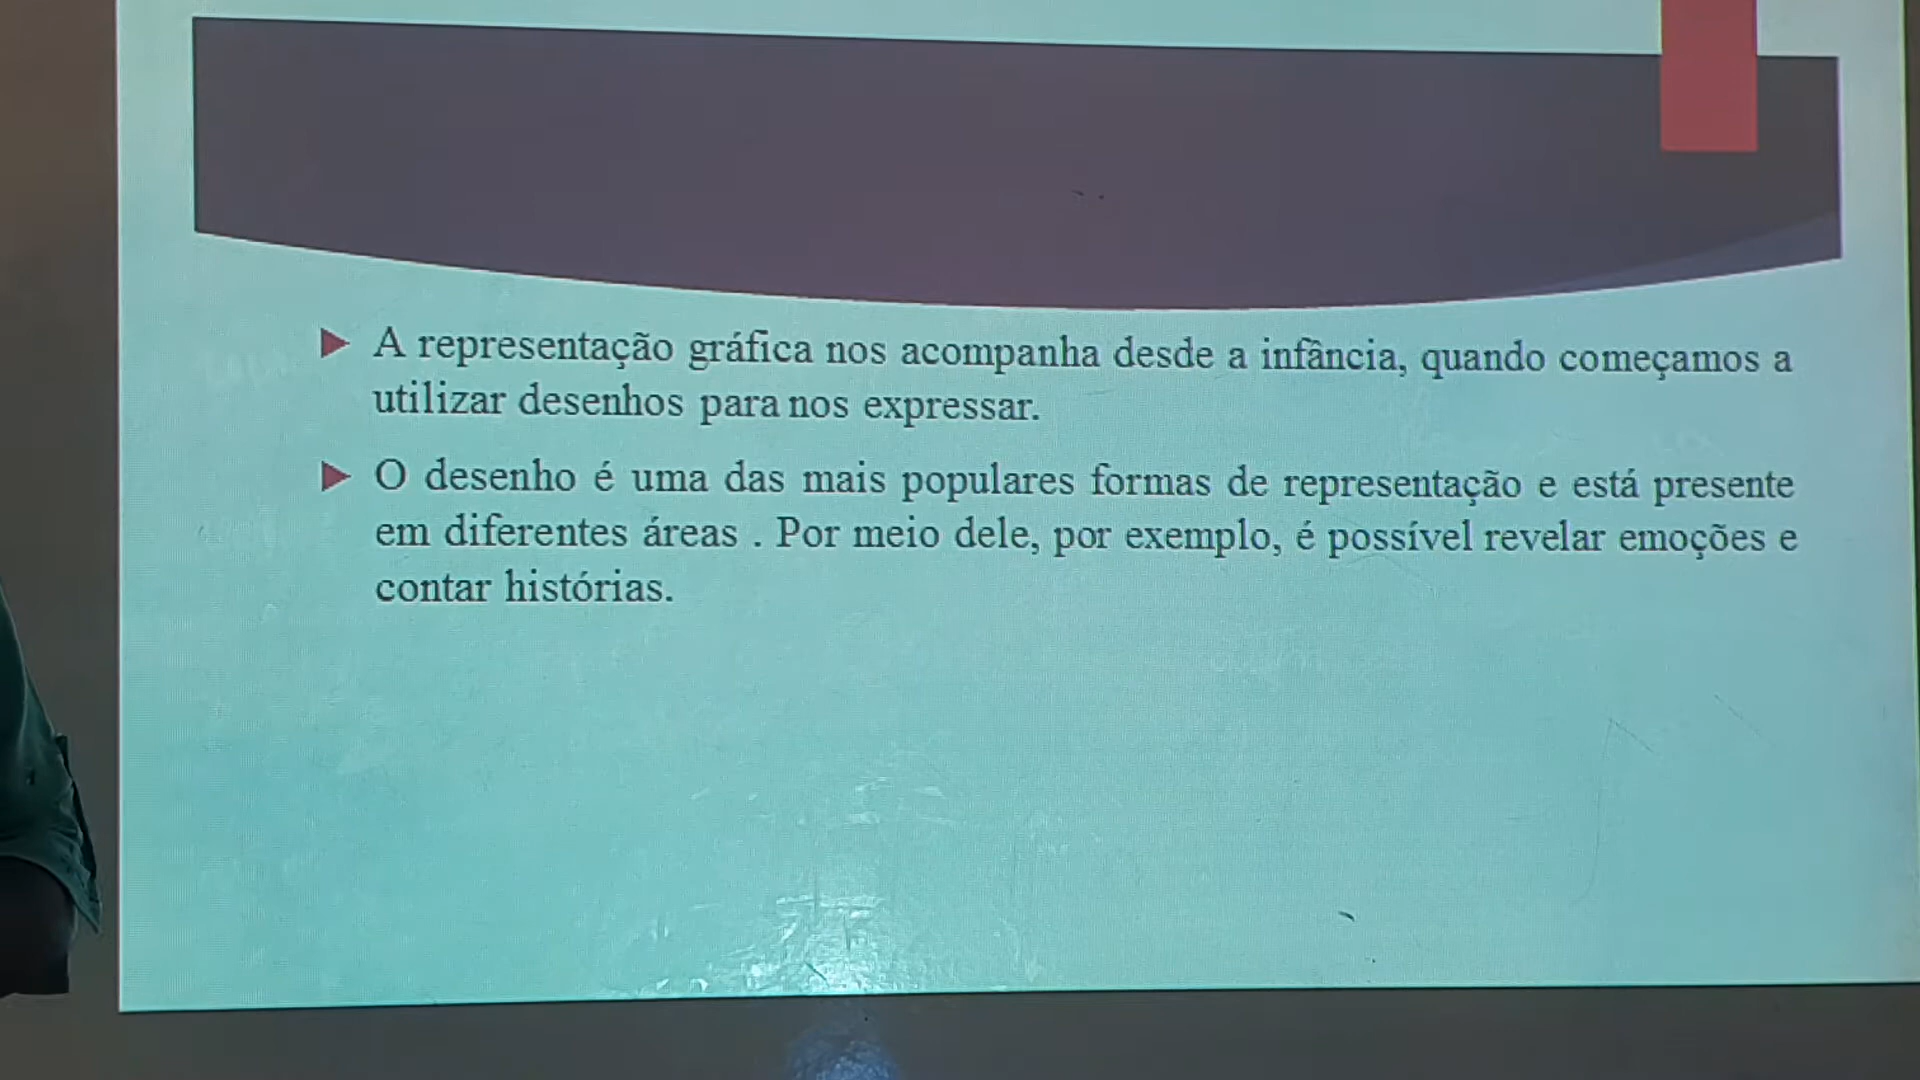 A representação gráfica nos acompanha desde a infância, quando começamos a
utilizar desenhos para nos expressar.
O desenho é uma das mais populares formas de representação e está presente
em diferentes áreas . Por meio dele, por exemplo, é possível revelar emoções e
contar histórias.